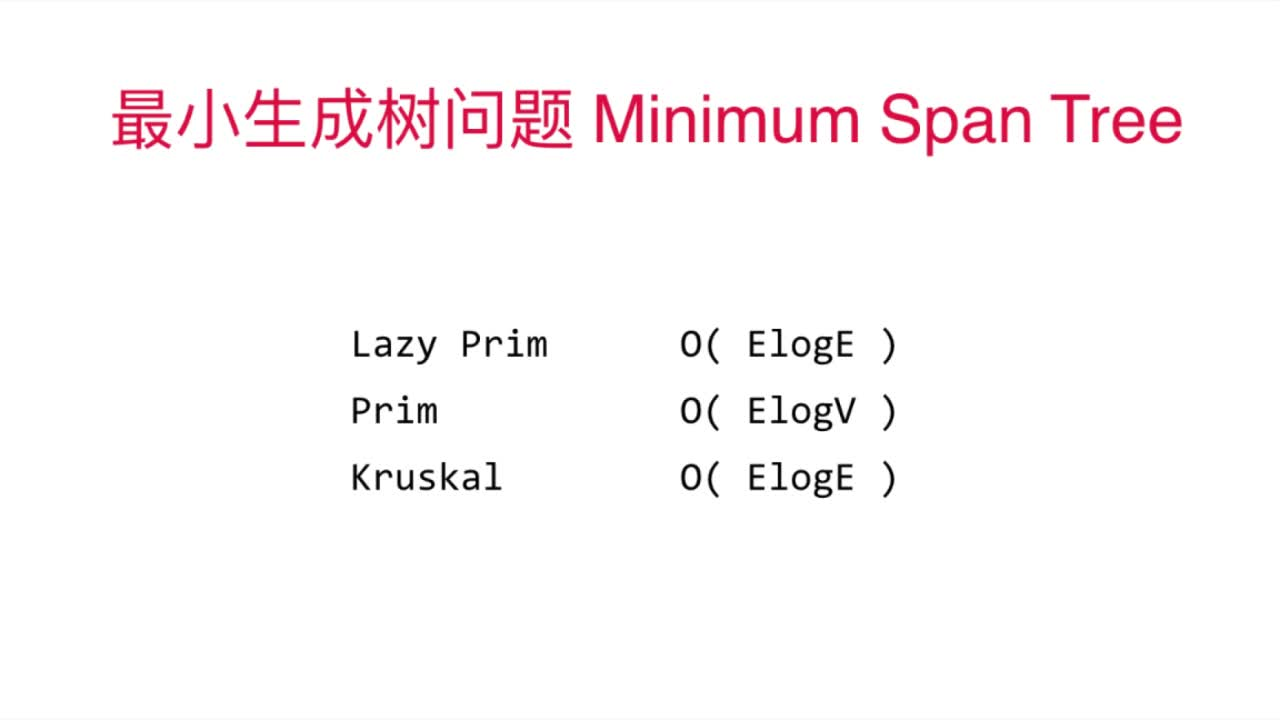 最小生成树问题 Minimum Span Tree
Lazy Prim O( ElogE )
Prim O( ElogV )
Kruskal O( ElogE )